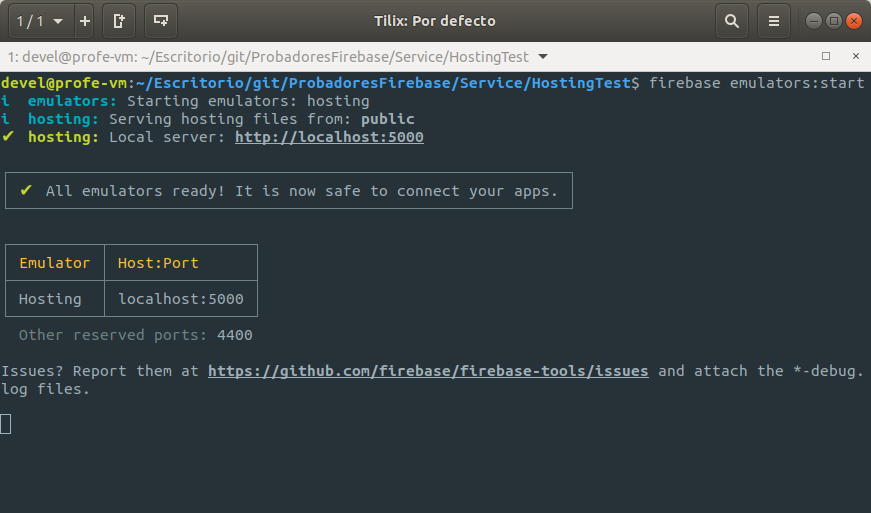 1 / 1
Tilix: Por defecto
1: devel@profe-vm: ~/Escritorio/git/ProbadoresFirebase/Service/HostingTest
devel@profe-vm:~/Escritorio/git/ProbadoresFirebase/Service/HostingTest$ firebase emulators:start
i  emulators: Starting emulators: hosting
i  hosting: Serving hosting files from: public
✔  hosting: Local server: http://localhost:5000
✔  All emulators ready! It is now safe to connect your apps.
Emulator Host:Port
Hosting localhost:5000
Other reserved ports: 4400
Issues? Report them at https://github.com/firebase/firebase-tools/issues and attach the *-debug.
log files.